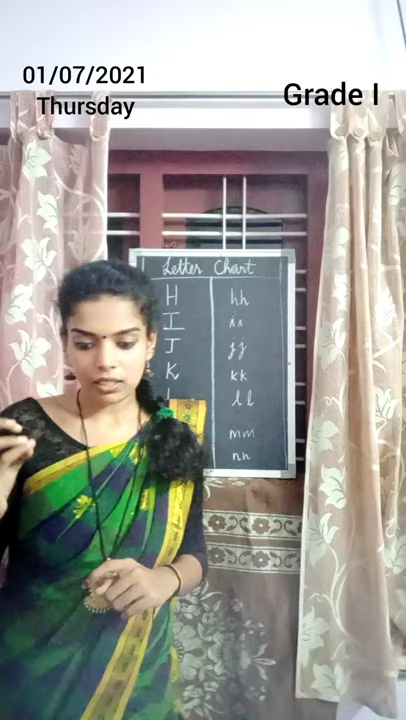 01/07/2021
Thursday
Grade I
Letter Chart
H hh
I ii
J jj
K kk
ll
mm
nn